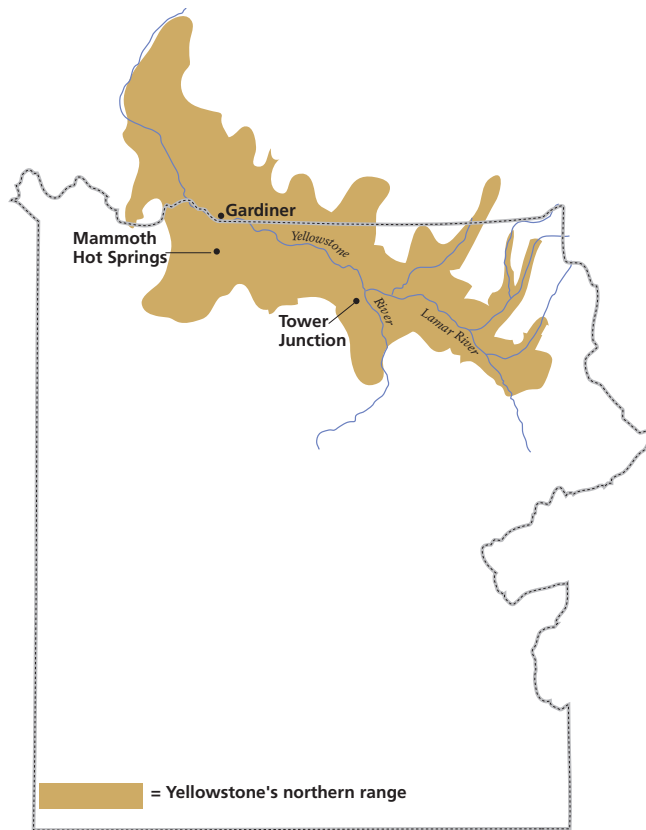 Gardiner
Mammoth
Hot Springs
Yellowstone
River
Tower
Junction
Lamar River
= Yellowstone's northern range